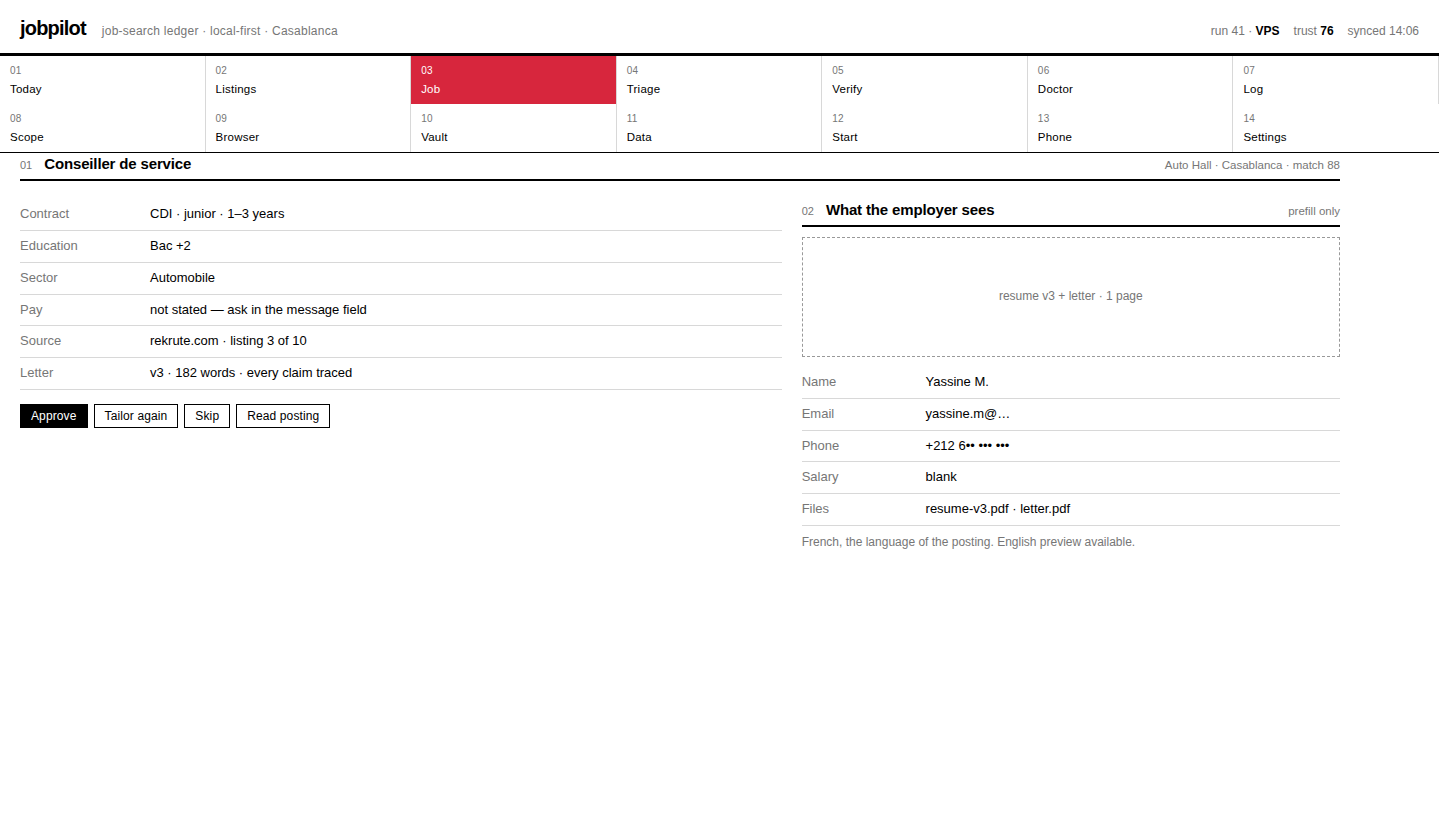 jobpilot job-search ledger · local-first · Casablanca run 41 · VPS trust 76 synced 14:06
01 02 03 04 05 06 07
Today Listings Job Triage Verify Doctor Log
08 09 10 11 12 13 14
Scope Browser Vault Data Start Phone Settings
01 Conseiller de service Auto Hall · Casablanca · match 88
Contract CDI · junior · 1–3 years
Education Bac +2
Sector Automobile
Pay not stated — ask in the message field
Source rekrute.com · listing 3 of 10
Letter v3 · 182 words · every claim traced
Approve Tailor again Skip Read posting
02 What the employer sees prefill only
resume v3 + letter · 1 page
Name Yassine M.
Email yassine.m@…
Phone +212 6•• ••• •••
Salary blank
Files resume-v3.pdf · letter.pdf
French, the language of the posting. English preview available.